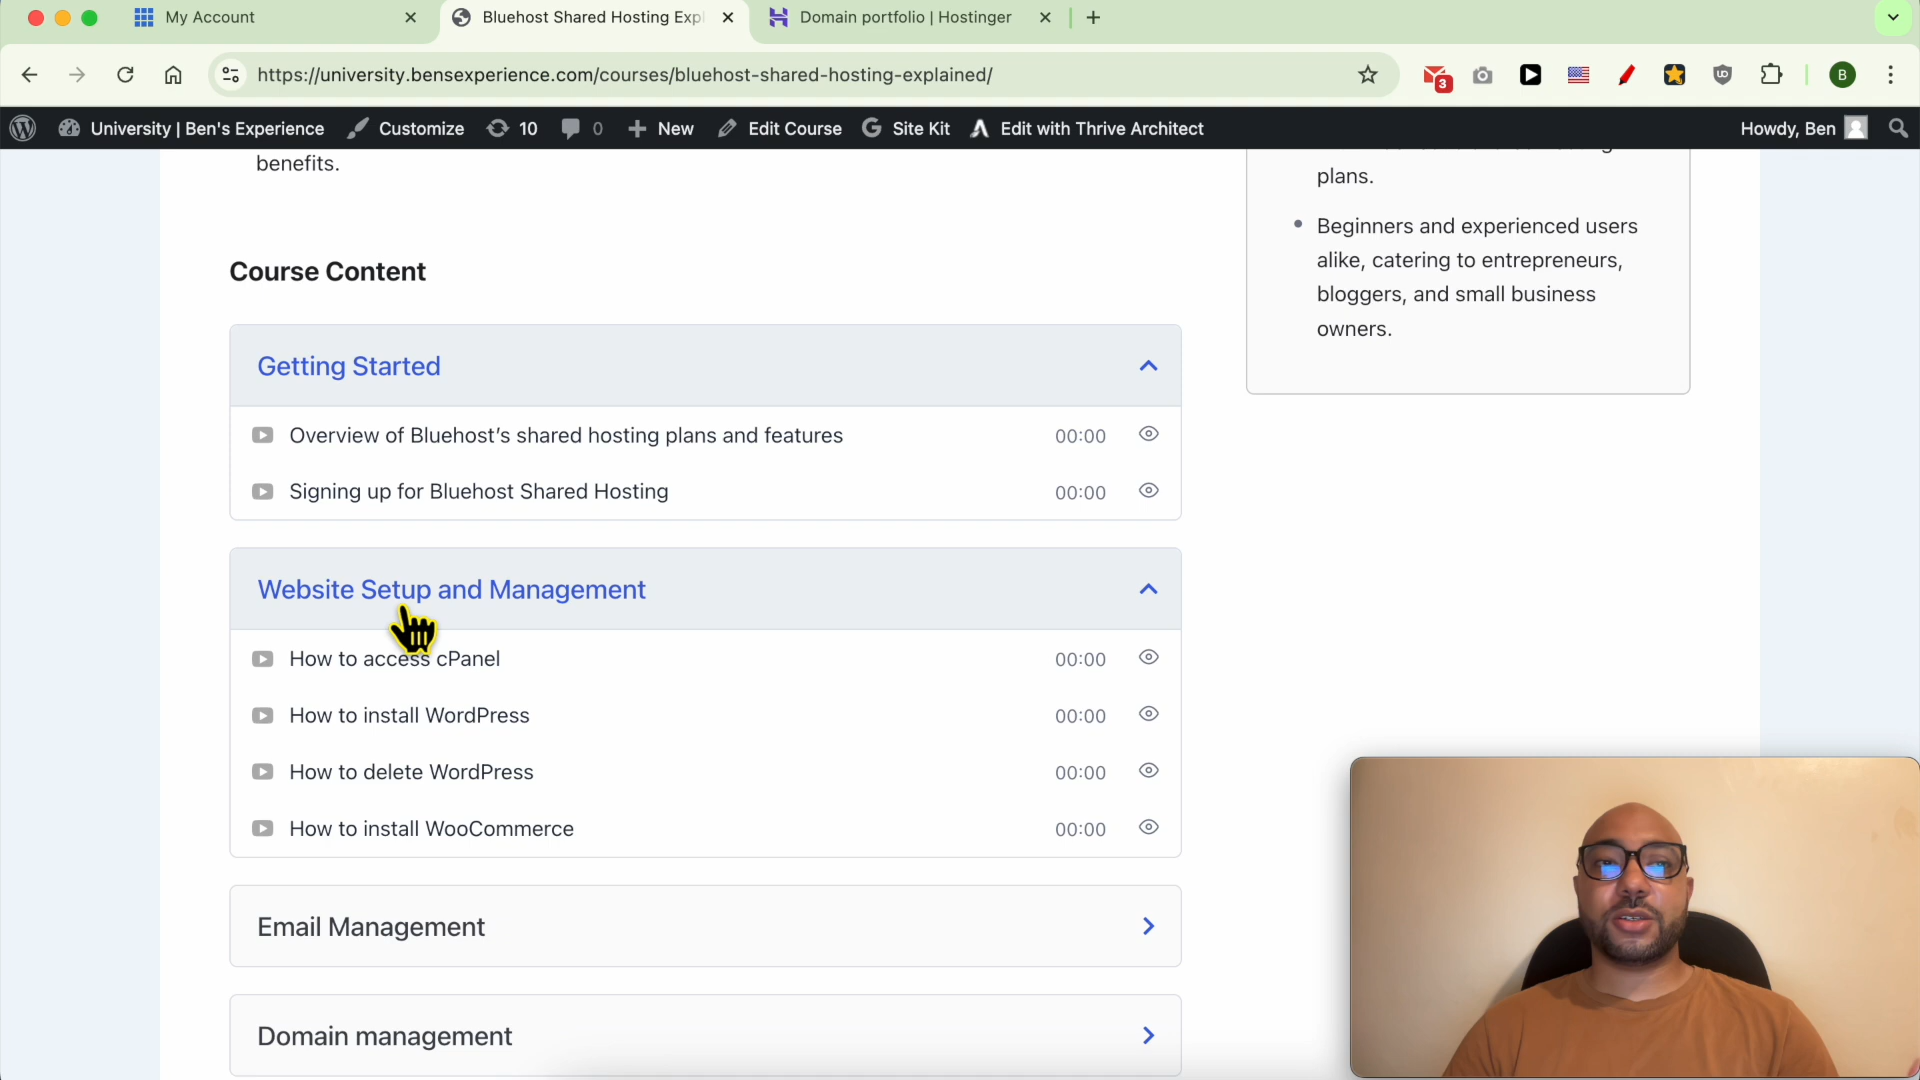 My Account
Bluehost Shared Hosting Exp
Domain portfolio | Hostinger
https://university.bensexperience.com/courses/bluehost-shared-hosting-explained/
3
B
University | Ben's Experience
Customize
10
0
New
Edit Course
Site Kit
Edit with Thrive Architect
Howdy, Ben
benefits.
plans.
Beginners and experienced users
alike, catering to entrepreneurs,
bloggers, and small business
owners.
Course Content
Getting Started
Overview of Bluehost’s shared hosting plans and features 00:00
Signing up for Bluehost Shared Hosting 00:00
Website Setup and Management
How to access cPanel 00:00
How to install WordPress 00:00
How to delete WordPress 00:00
How to install WooCommerce 00:00
Email Management
Domain management